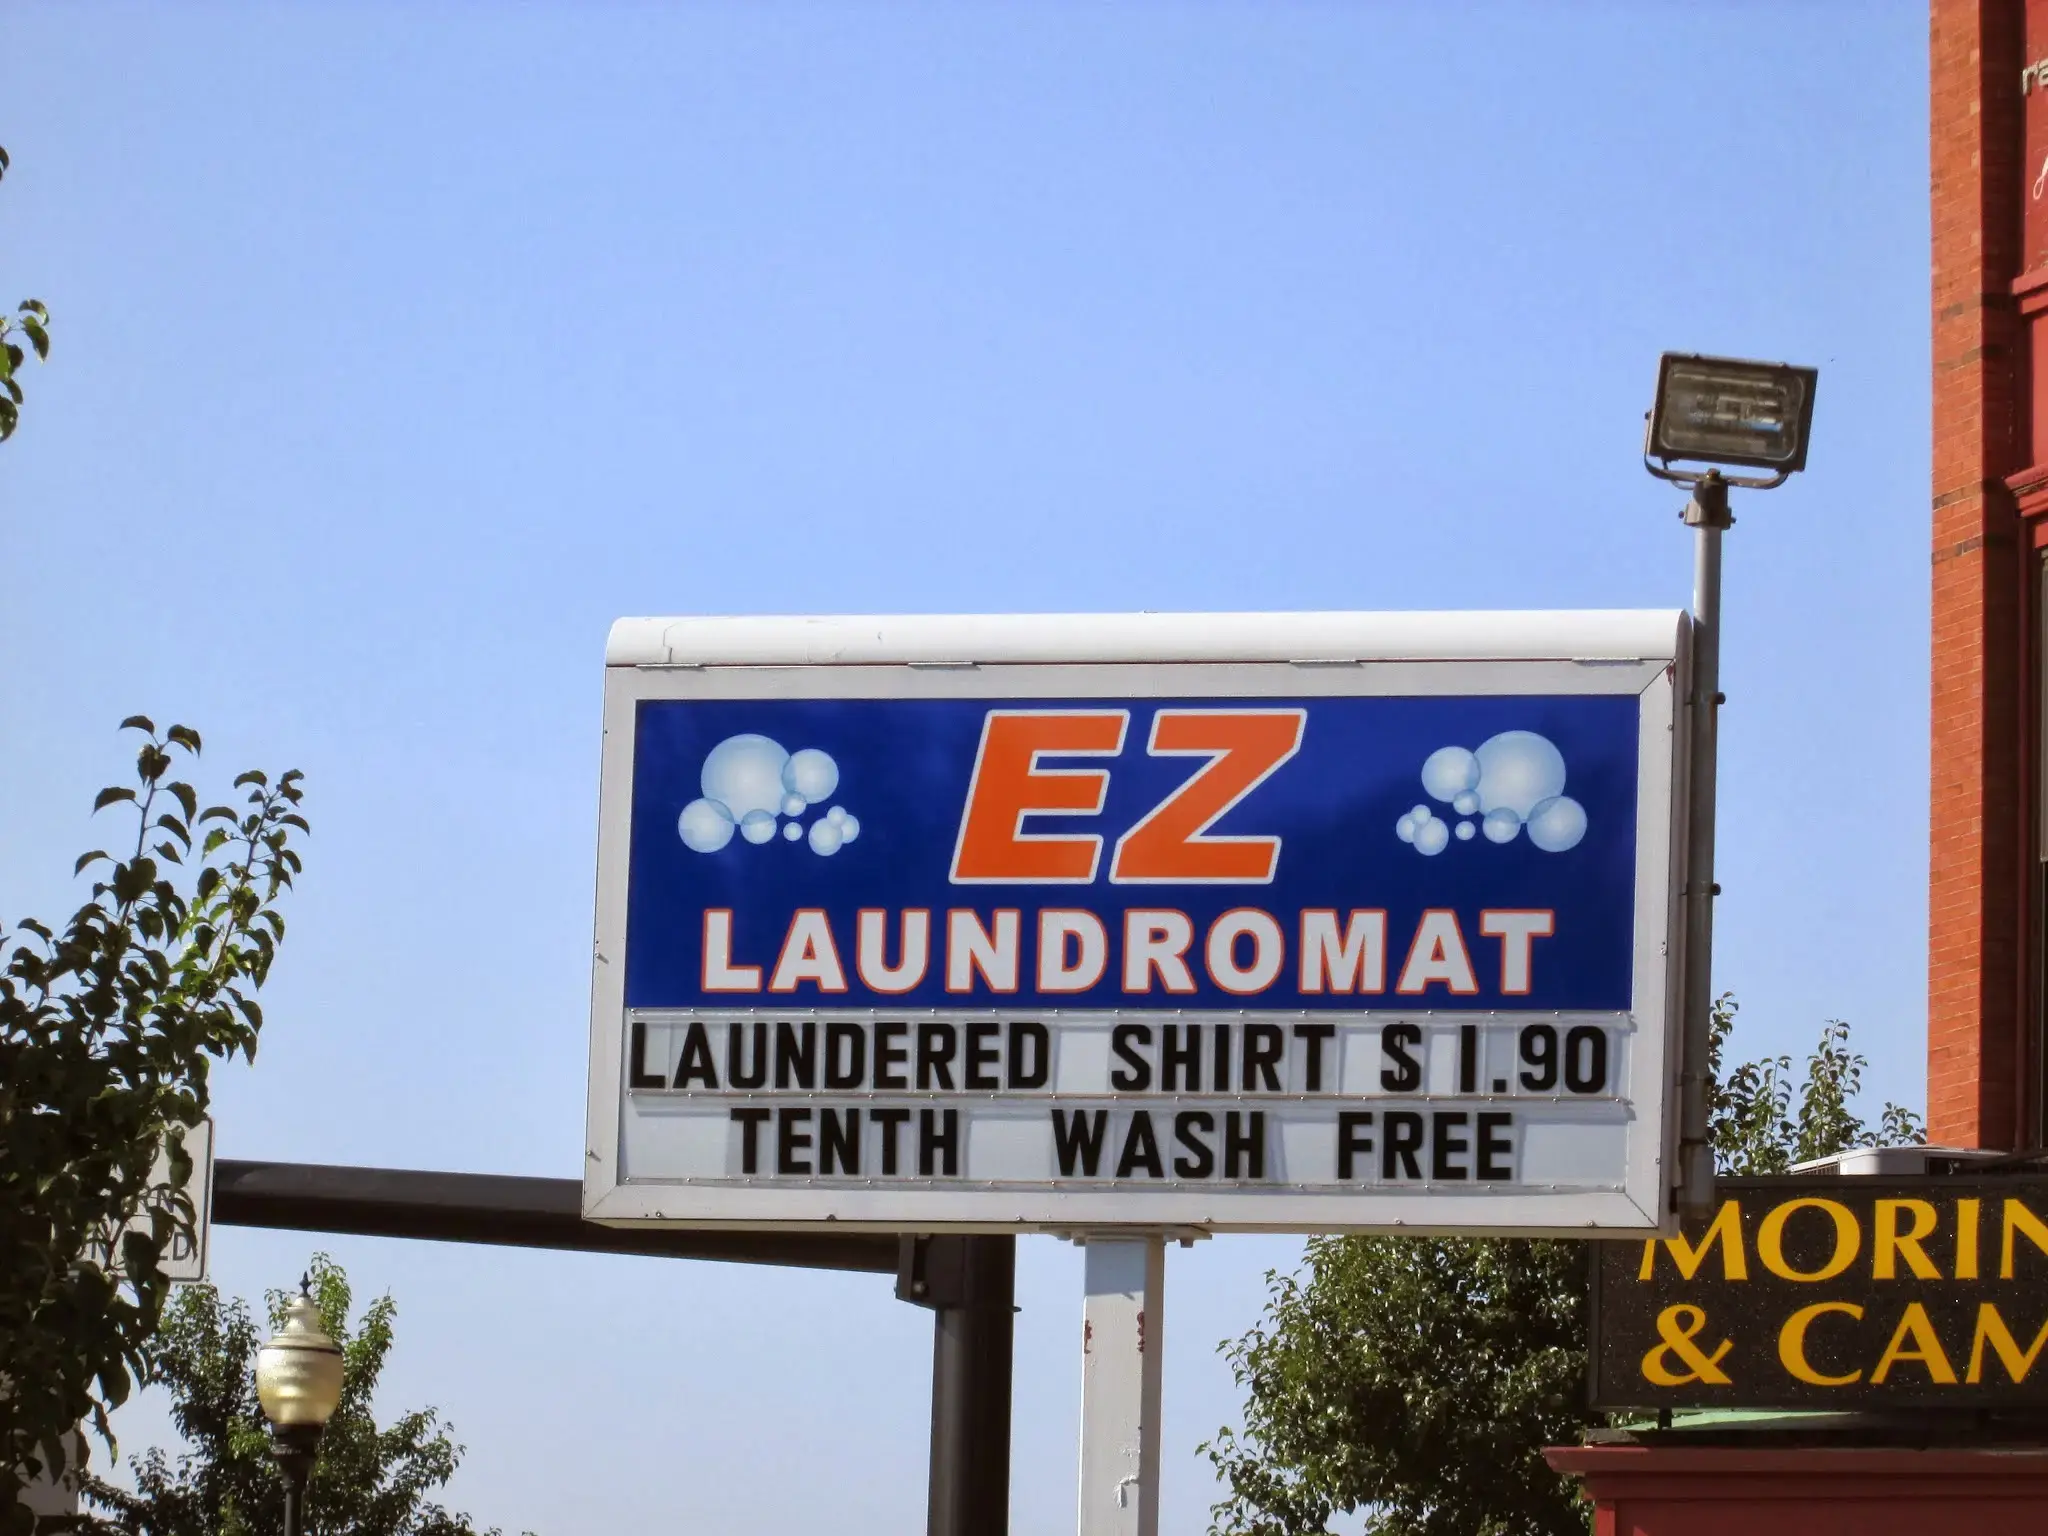 EZ
LAUNDROMAT
LAUNDERED SHIRT $1.90
TENTH WASH FREE
MORIN
& CAM